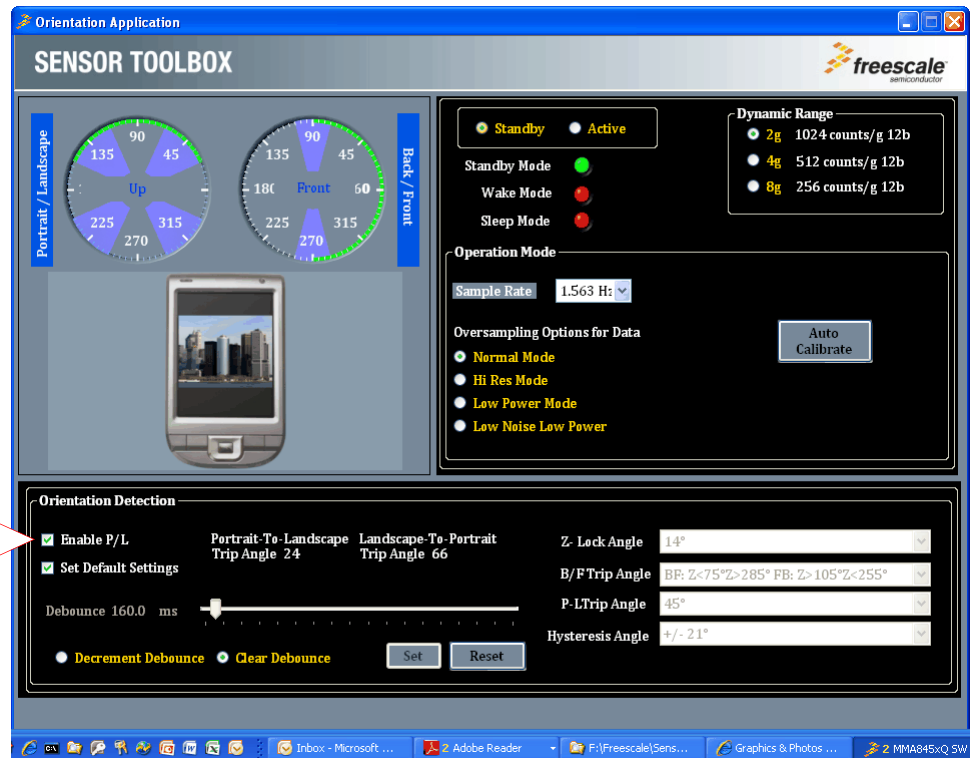 Orientation Application
SENSOR TOOLBOX
freescale
semiconductor
Portrait / Landscape
90
135 45
Up
225 315
270
90
135 45
Front
225 315
270
Back / Front
Standby Active
Standby Mode
Wake Mode
Sleep Mode
Dynamic Range
2g 1024 counts/g 12b
4g 512 counts/g 12b
8g 256 counts/g 12b
Operation Mode
Sample Rate 1.563 Hz
Oversampling Options for Data
Normal Mode
Hi Res Mode
Low Power Mode
Low Noise Low Power
Auto
Calibrate
Orientation Detection
Enable P/L
Set Default Settings
Portrait-To-Landscape
Trip Angle 24
Landscape-To-Portrait
Trip Angle 66
Debounce 160.0 ms
Decrement Debounce Clear Debounce Set Reset
Z- Lock Angle 14°
B/F Trip Angle BF: Z<75°Z>285° FB: Z>105°Z<255°
P-LTrip Angle 45°
Hysteresis Angle +/- 21°
Inbox - Microsoft ... 2 Adobe Reader F:\Freescale\Sens... Graphics & Photos ... 2 MMA845xQ SW